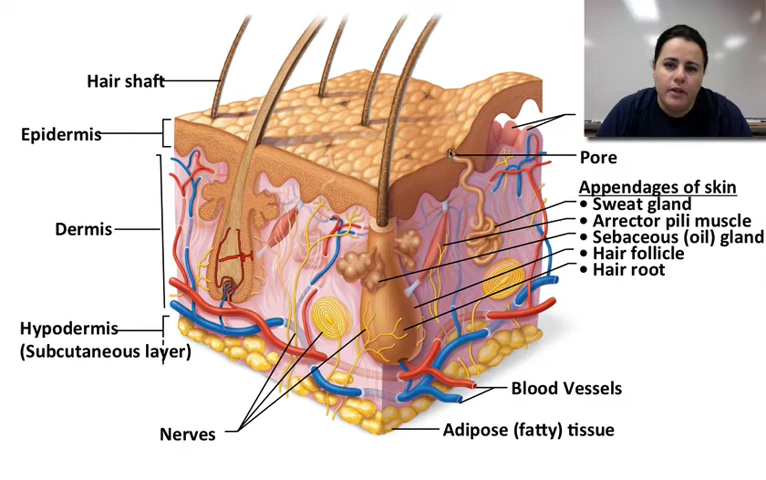 Hair shaft
Epidermis
Dermis
Hypodermis
(Subcutaneous layer)
Nerves
Pore
Appendages of skin
• Sweat gland
• Arrector pili muscle
• Sebaceous (oil) gland
• Hair follicle
• Hair root
Blood Vessels
Adipose (fatty) tissue